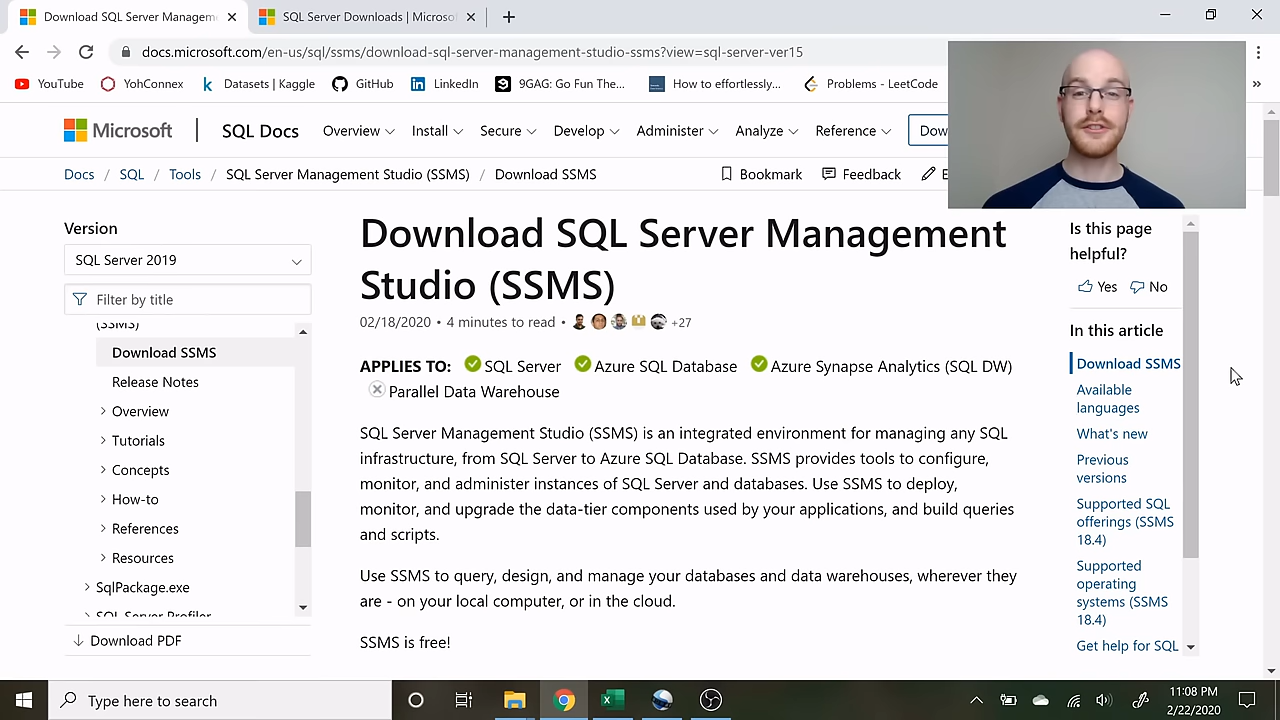 Download SQL Server Managem
SQL Server Downloads | Microso
docs.microsoft.com/en-us/sql/ssms/download-sql-server-management-studio-ssms?view=sql-server-ver15
YouTube
YohConnex
Datasets | Kaggle
GitHub
LinkedIn
9GAG: Go Fun The...
How to effortlessly...
Problems - LeetCode
»
Microsoft
SQL Docs
Overview
Install
Secure
Develop
Administer
Analyze
Reference
Dow
Docs / SQL / Tools / SQL Server Management Studio (SSMS) / Download SSMS
Bookmark
Feedback
E
Version
SQL Server 2019
Filter by title
(SSMS)
Download SSMS
Release Notes
Overview
Tutorials
Concepts
How-to
References
Resources
SqlPackage.exe
SQL Server Profiler
Download PDF
Download SQL Server Management
Studio (SSMS)
02/18/2020 • 4 minutes to read • +27
APPLIES TO: SQL Server Azure SQL Database Azure Synapse Analytics (SQL DW)
Parallel Data Warehouse
SQL Server Management Studio (SSMS) is an integrated environment for managing any SQL
infrastructure, from SQL Server to Azure SQL Database. SSMS provides tools to configure,
monitor, and administer instances of SQL Server and databases. Use SSMS to deploy,
monitor, and upgrade the data-tier components used by your applications, and build queries
and scripts.
Use SSMS to query, design, and manage your databases and data warehouses, wherever they
are - on your local computer, or in the cloud.
SSMS is free!
Is this page
helpful?
Yes No
In this article
Download SSMS
Available
languages
What's new
Previous
versions
Supported SQL
offerings (SSMS
18.4)
Supported
operating
systems (SSMS
18.4)
Get help for SQL
Type here to search
11:08 PM
2/22/2020